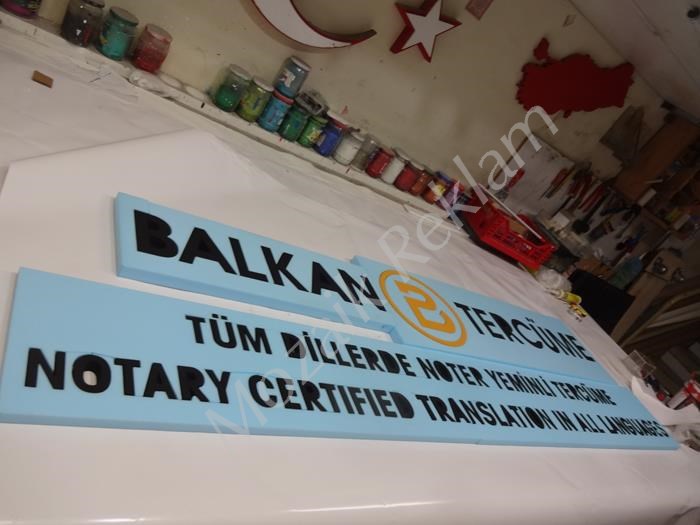 BALKAN TERCÜME
TÜM DİLLERDE NOTER YEMİNLİ TERCÜME
NOTARY CERTIFIED TRANSLATION IN ALL LANGUAGES
Mozaik Reklam